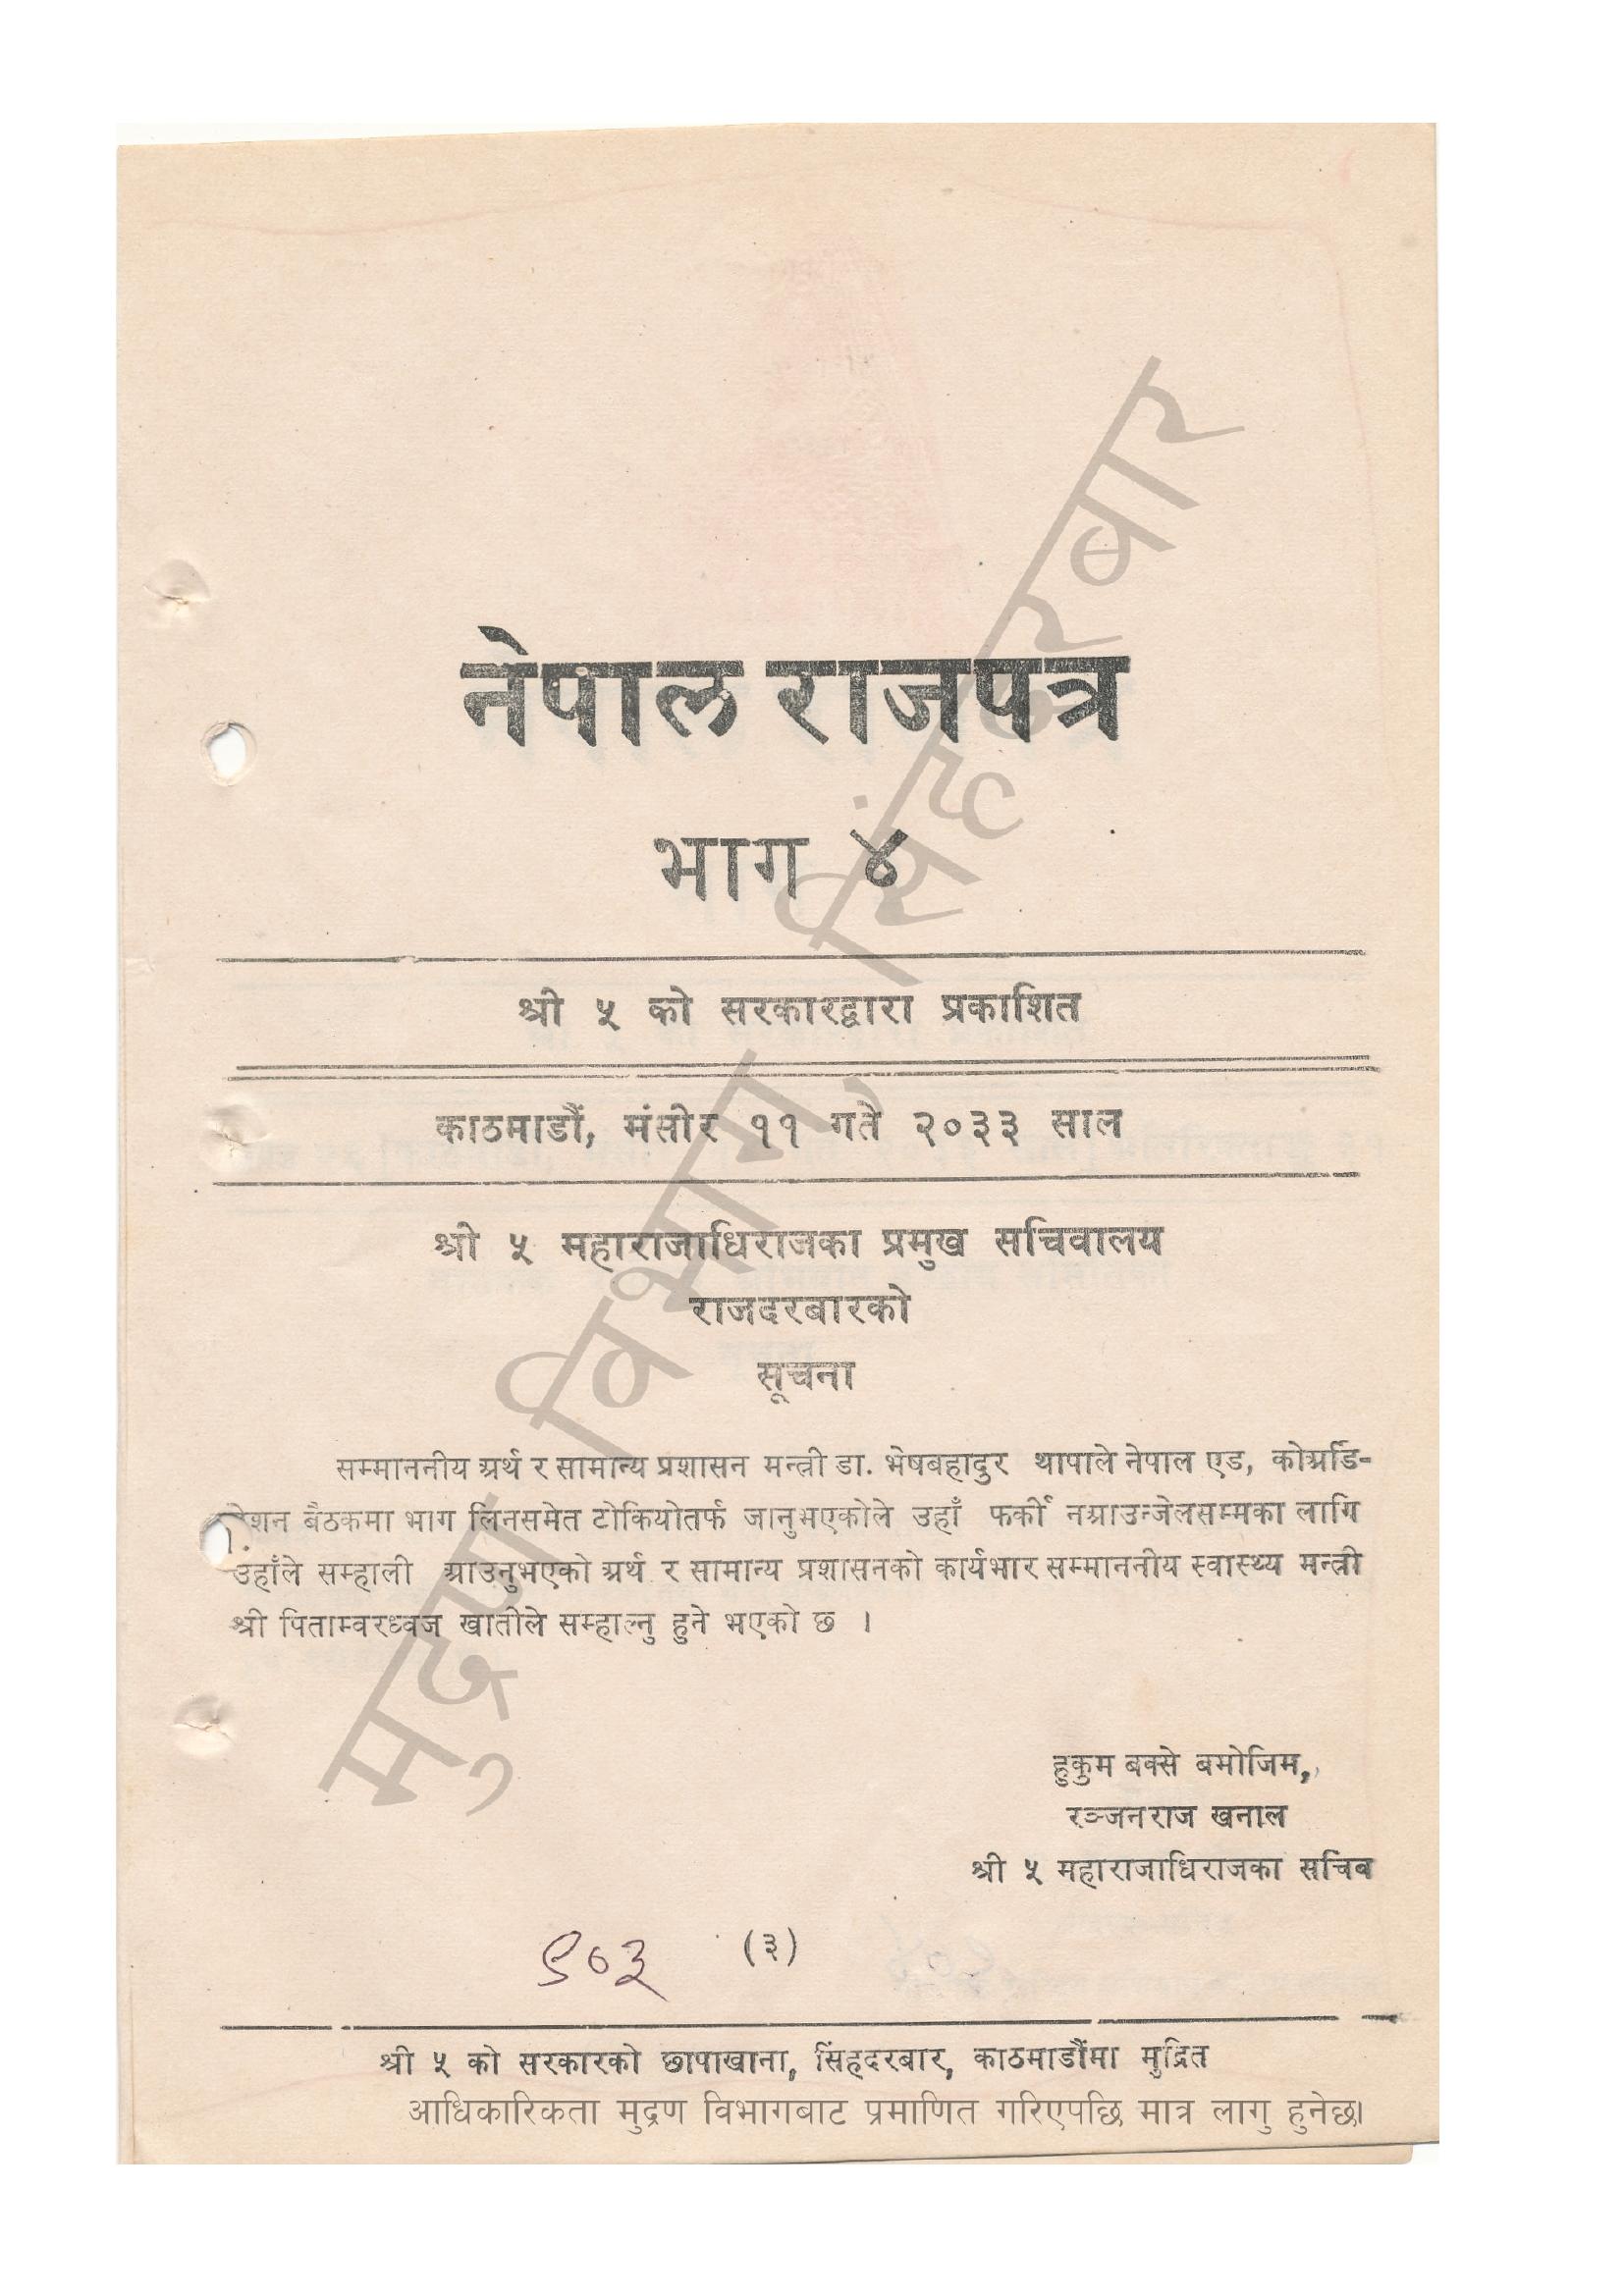 नेपाल राजपत्र
भाग ४
श्री ५ को सरकारद्वारा प्रकाशित
काठमाडौं, मंसीर ११ गते २०३३ साल
श्री ५ महाराजाधिराजका प्रमुख सचिवालय
राजदरबारको
सूचना
सम्माननीय अर्थ र सामान्य प्रशासन मन्त्री डा. भेषबहादुर थापाले नेपाल एड, कोअर्डि-
नेशन बैठकमा भाग लिनसमेत टोकियोतर्फ जानुभएकोले उहाँ फर्की नआउन्जेलसम्मका लागि
उहाँले सम्हाली आउनुभएको अर्थ र सामान्य प्रशासनको कार्यभार सम्माननीय स्वास्थ्य मन्त्री
श्री पिताम्वरध्वज खातीले सम्हाल्नु हुने भएको छ ।
हुकुम बक्से बमोजिम,
रञ्जनराज खनाल
श्री ५ महाराजाधिराजका सचिव
९०३ (३)
श्री ५ को सरकारको छापाखाना, सिंहदरबार, काठमाडौंमा मुद्रित
आधिकारिकता मुद्रण विभागबाट प्रमाणित गरिएपछि मात्र लागु हुनेछ।
मुद्रण विभाग, सिंहदरबार